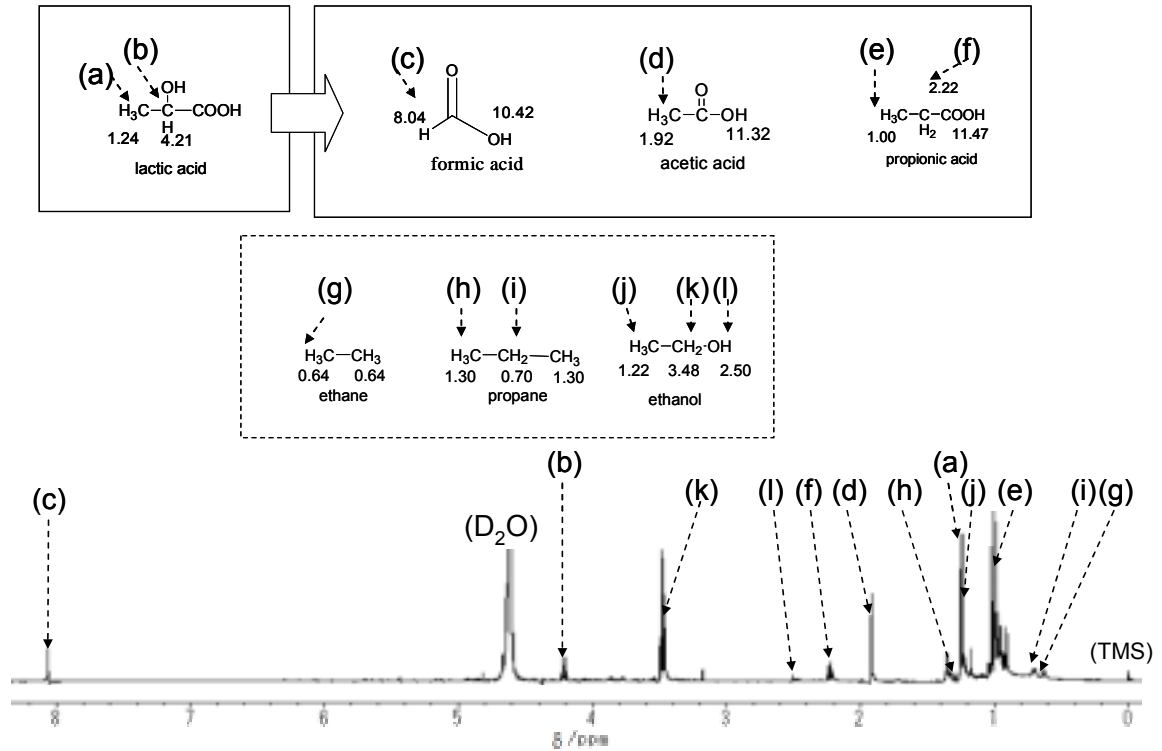 (b)
(a)
OH
H₃C—C—COOH
H
1.24 4.21
lactic acid
(c)
O
8.04 10.42
H
OH
formic acid
(d)
O
H₃C—C—OH
1.92 11.32
acetic acid
(e) (f)
2.22
H₃C—C—COOH
H₂
1.00 11.47
propionic acid
(g)
H₃C—CH₃
0.64 0.64
ethane
(h) (i)
H₃C—CH₂—CH₃
1.30 0.70 1.30
propane
(j) (k) (l)
H₃C—CH₂-OH
1.22 3.48 2.50
ethanol
(b) (a)
(c) (k) (l) (f) (d) (h) (j) (e) (i) (g)
(D₂O)
(TMS)
8 7 5 4 3 2 1 0
δ /ppm